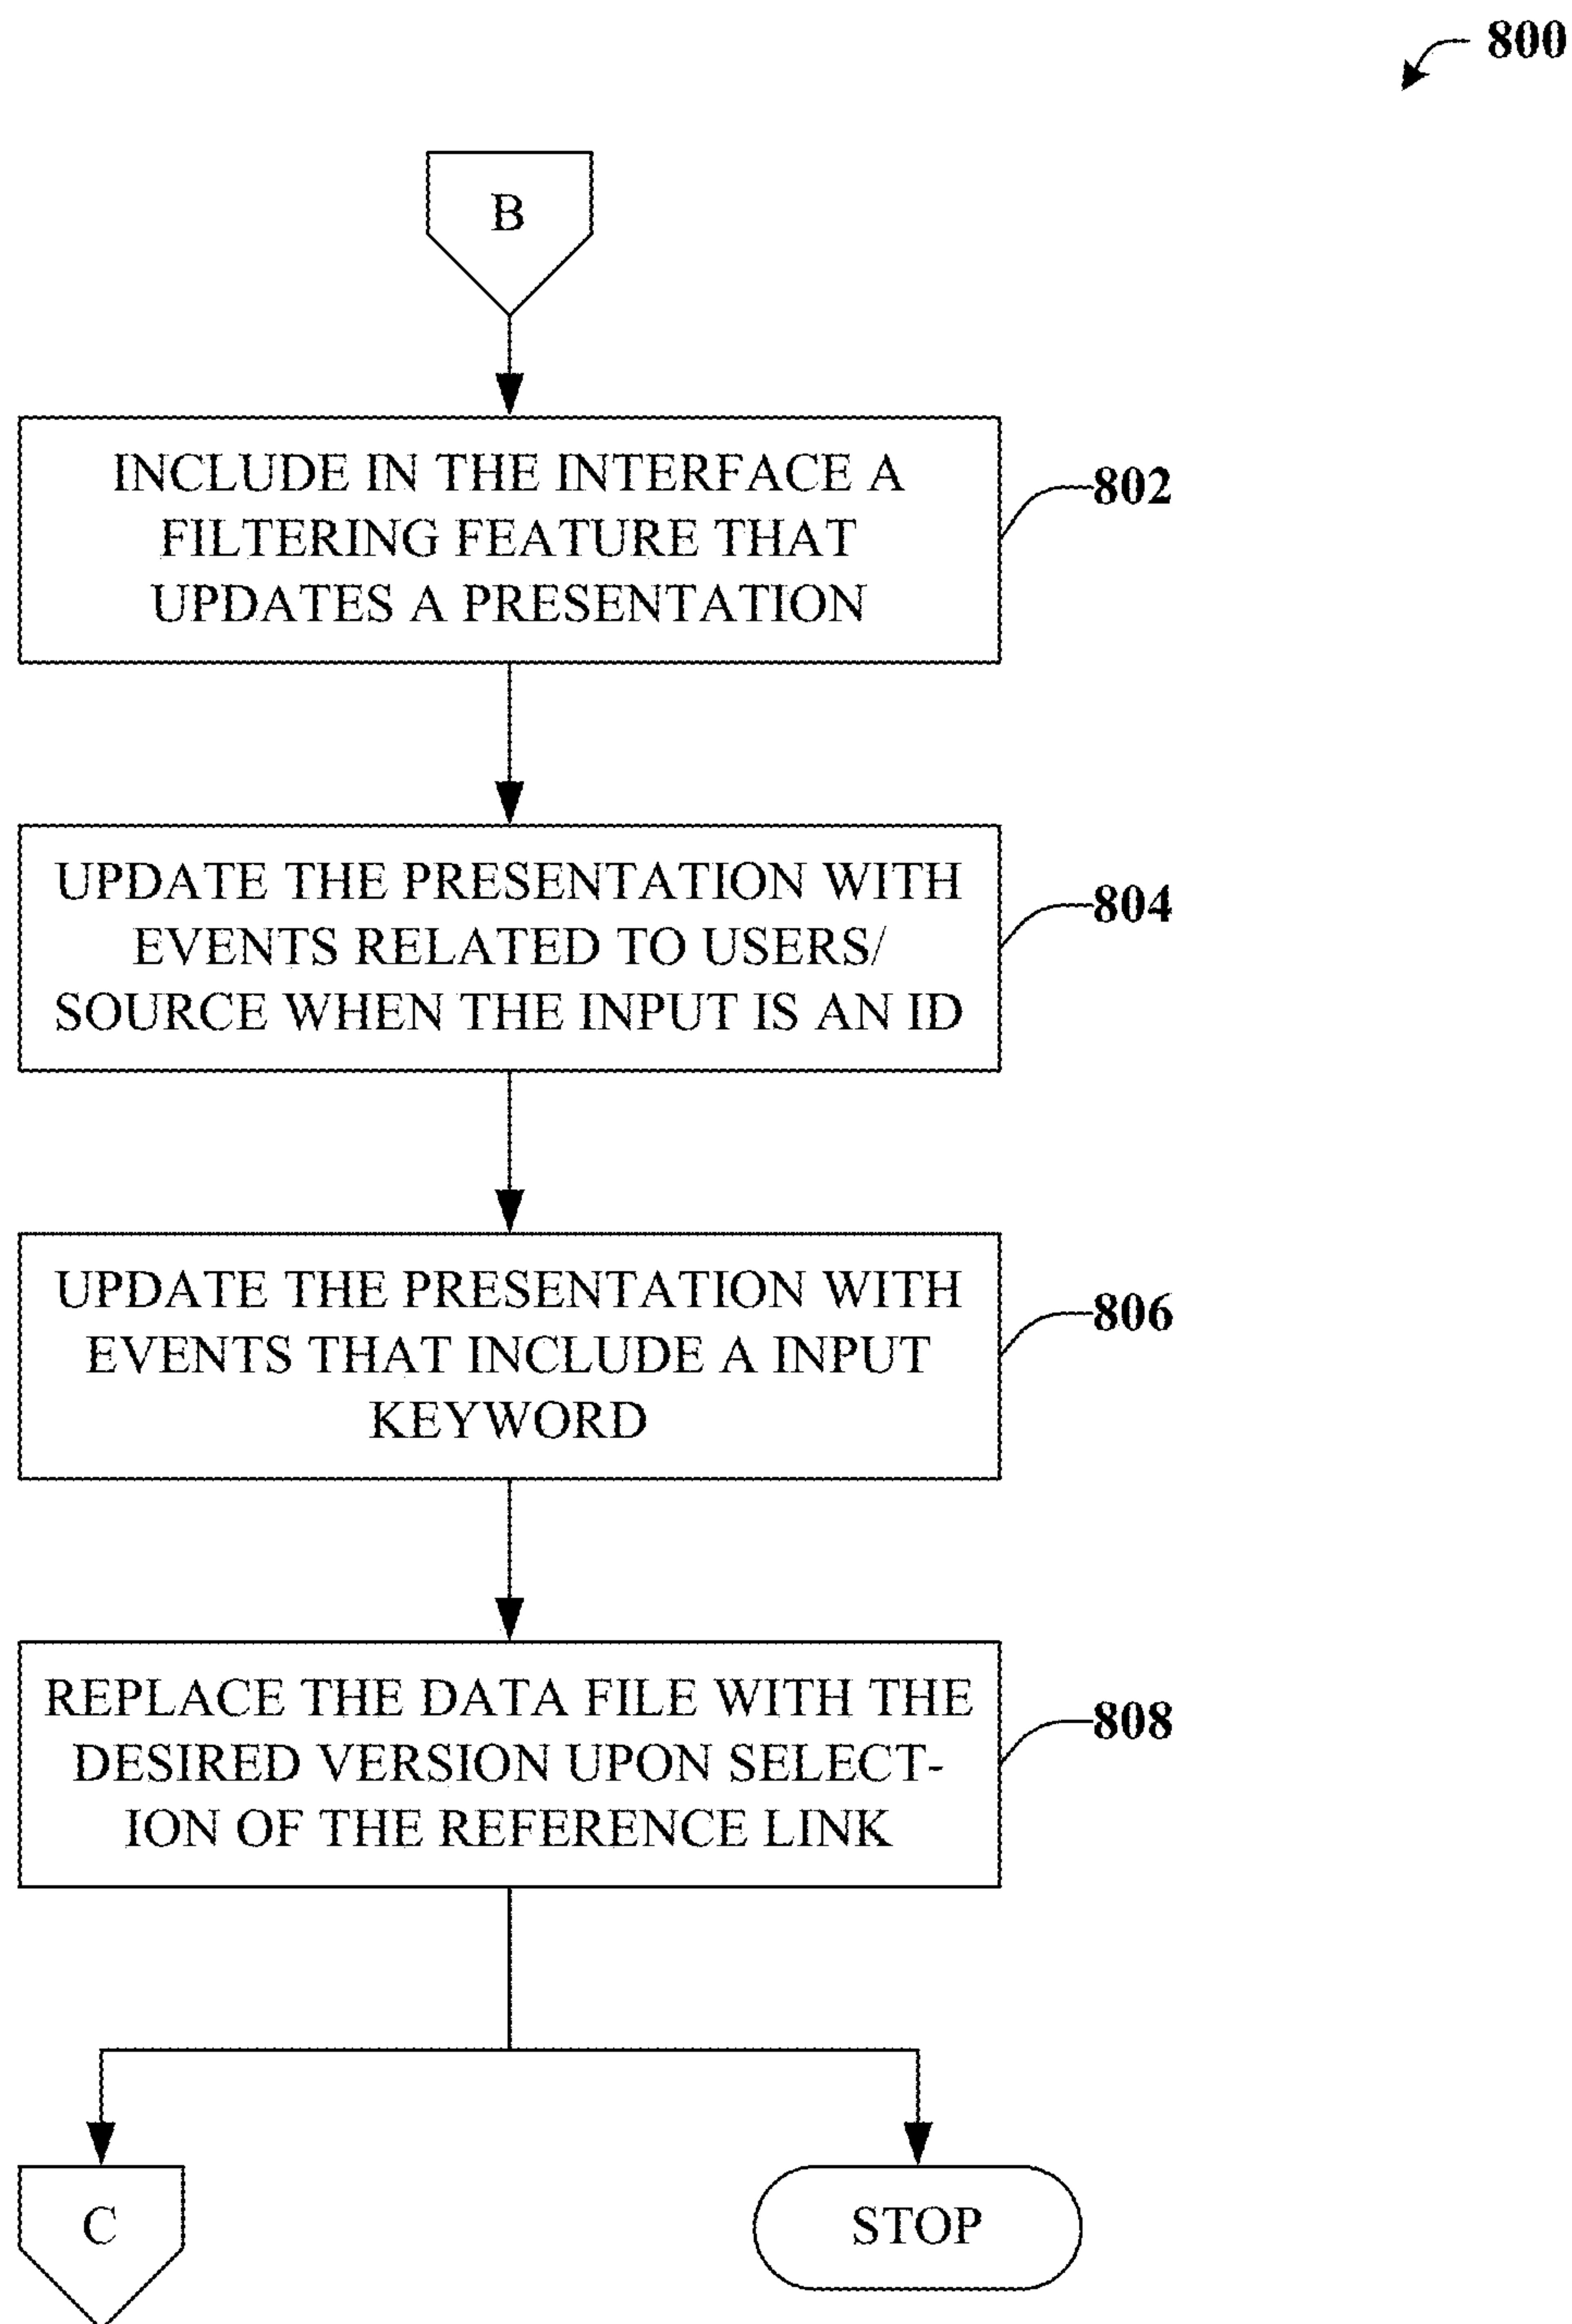 800
B
INCLUDE IN THE INTERFACE A
FILTERING FEATURE THAT
UPDATES A PRESENTATION
802
UPDATE THE PRESENTATION WITH
EVENTS RELATED TO USERS/
SOURCE WHEN THE INPUT IS AN ID
804
UPDATE THE PRESENTATION WITH
EVENTS THAT INCLUDE A INPUT
KEYWORD
806
REPLACE THE DATA FILE WITH THE
DESIRED VERSION UPON SELECT-
ION OF THE REFERENCE LINK
808
C
STOP